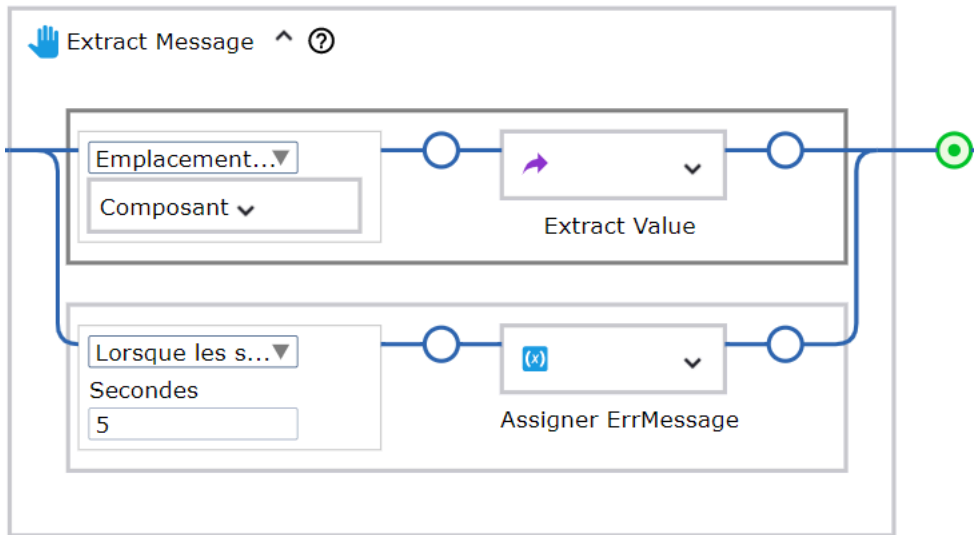 Extract Message
Emplacement...
Composant
Extract Value
Lorsque les s...
Secondes
5
(x)
Assigner ErrMessage